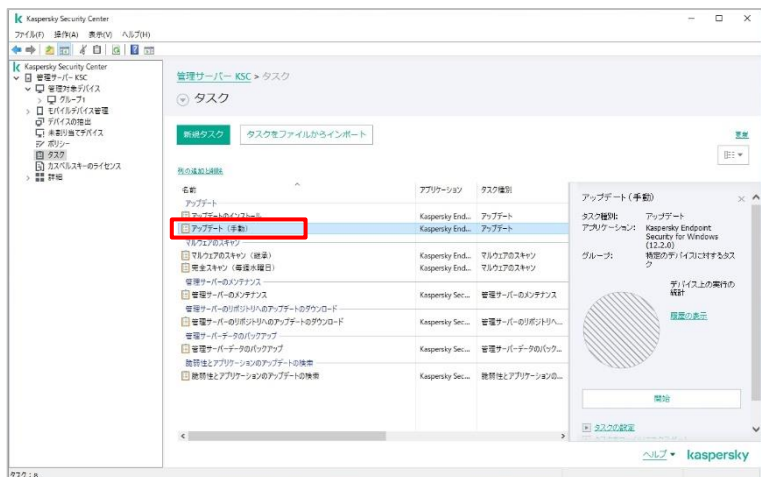 Kaspersky Security Center
ファイル(F) 操作(A) 表示(V) ヘルプ(H)
Kaspersky Security Center
管理サーバー KSC
管理対象デバイス
グループ1
モバイルデバイス管理
デバイスの検出
未割り当てデバイス
ポリシー
タスク
カスペルスキーのライセンス
詳細
管理サーバー KSC > タスク
タスク
新規タスク タスクをファイルからインポート
更新
列の追加と削除
名前 アプリケーション タスク種別
アップデート
アップデートのインストール Kaspersky End... アップデート
アップデート (手動) Kaspersky End... アップデート
マルウェアのスキャン
マルウェアのスキャン (継承) Kaspersky End... マルウェアのスキャン
完全スキャン (毎週水曜日) Kaspersky End... マルウェアのスキャン
管理サーバーのメンテナンス
管理サーバーのメンテナンス Kaspersky Sec... 管理サーバーのメンテナンス
管理サーバーのリポジトリへのアップデートのダウンロード
管理サーバーのリポジトリへのアップデートのダウンロード Kaspersky Sec... 管理サーバーのリポジトリへ...
管理サーバーデータのバックアップ
管理サーバーデータのバックアップ Kaspersky Sec... 管理サーバーデータのバック...
脆弱性とアプリケーションのアップデートの検索
脆弱性とアプリケーションのアップデートの検索 Kaspersky Sec... 脆弱性とアプリケーションの...
アップデート (手動)
タスク種別: アップデート
アプリケーション: Kaspersky Endpoint
Security for Windows
(12.2.0)
グループ: 特定のデバイスに対するタス
ク
デバイス上の実行の
統計
履歴の表示
開始
タスクの設定
ヘルプ kaspersky
タスク : 8